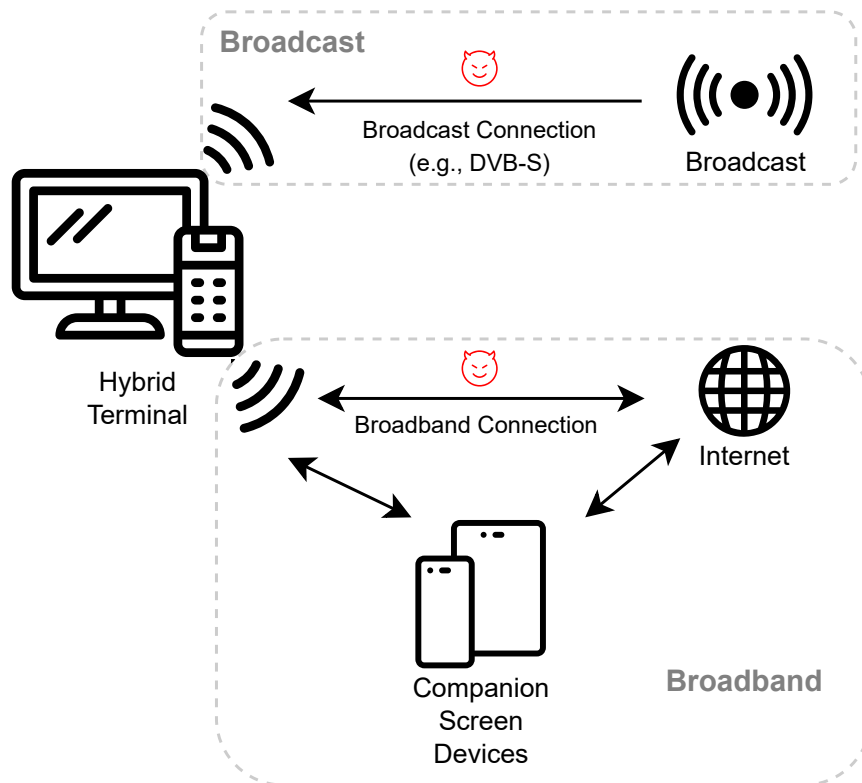 Broadcast
Broadcast Connection
(e.g., DVB-S)
Broadcast
Hybrid
Terminal
Broadband Connection
Internet
Companion
Screen
Devices
Broadband